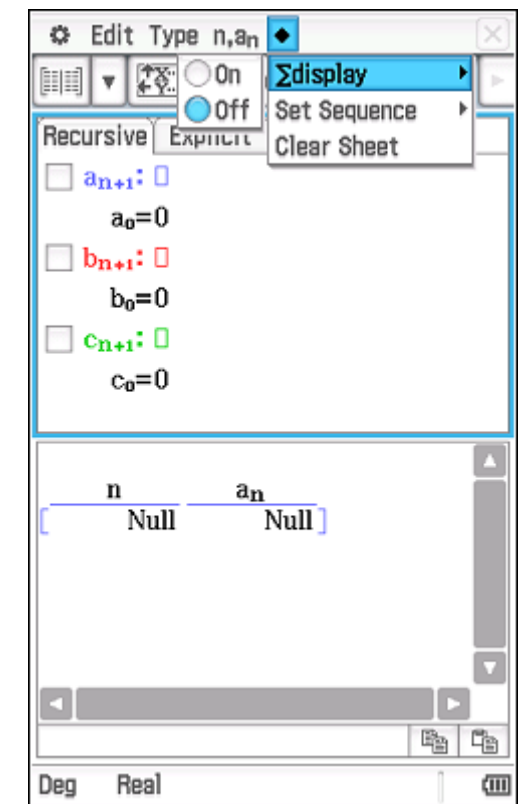 Edit Type n,aₙ
On Σdisplay
Off Set Sequence
Clear Sheet
Recursive Explicit
aₙ₊₁: □
a₀=0
bₙ₊₁: □
b₀=0
cₙ₊₁: □
c₀=0
n aₙ
[ Null Null ]
Deg Real